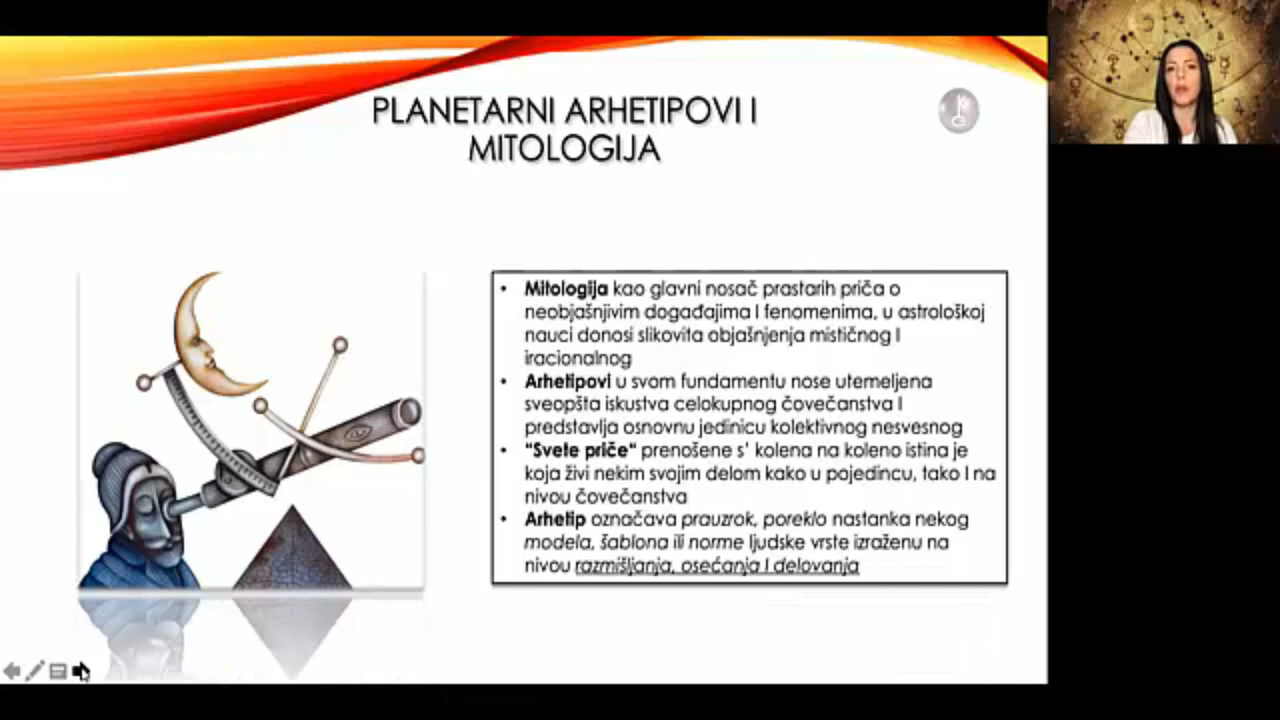 PLANETARNI ARHETIPOVI I
MITOLOGIJA
• Mitologija kao glavni nosač prastarih priča o
neobjašnjivim događajima I fenomenima, u astrološkoj
nauci donosi slikovita objašnjenja mističnog I
iracionalnog
• Arhetipovi u svom fundamentu nose utemeljena
sveopšta iskustva celokupnog čovečanstva I
predstavlja osnovnu jedinicu kolektivnog nesvesnog
• "Svete priče" prenošene s' kolena na koleno istina je
koja živi nekim svojim delom kako u pojedincu, tako I na
nivou čovečanstva
• Arhetip označava prauzrok, poreklo nastanka nekog
modela, šablona ili norme ljudske vrste izraženu na
nivou razmišljanja, osećanja I delovanja